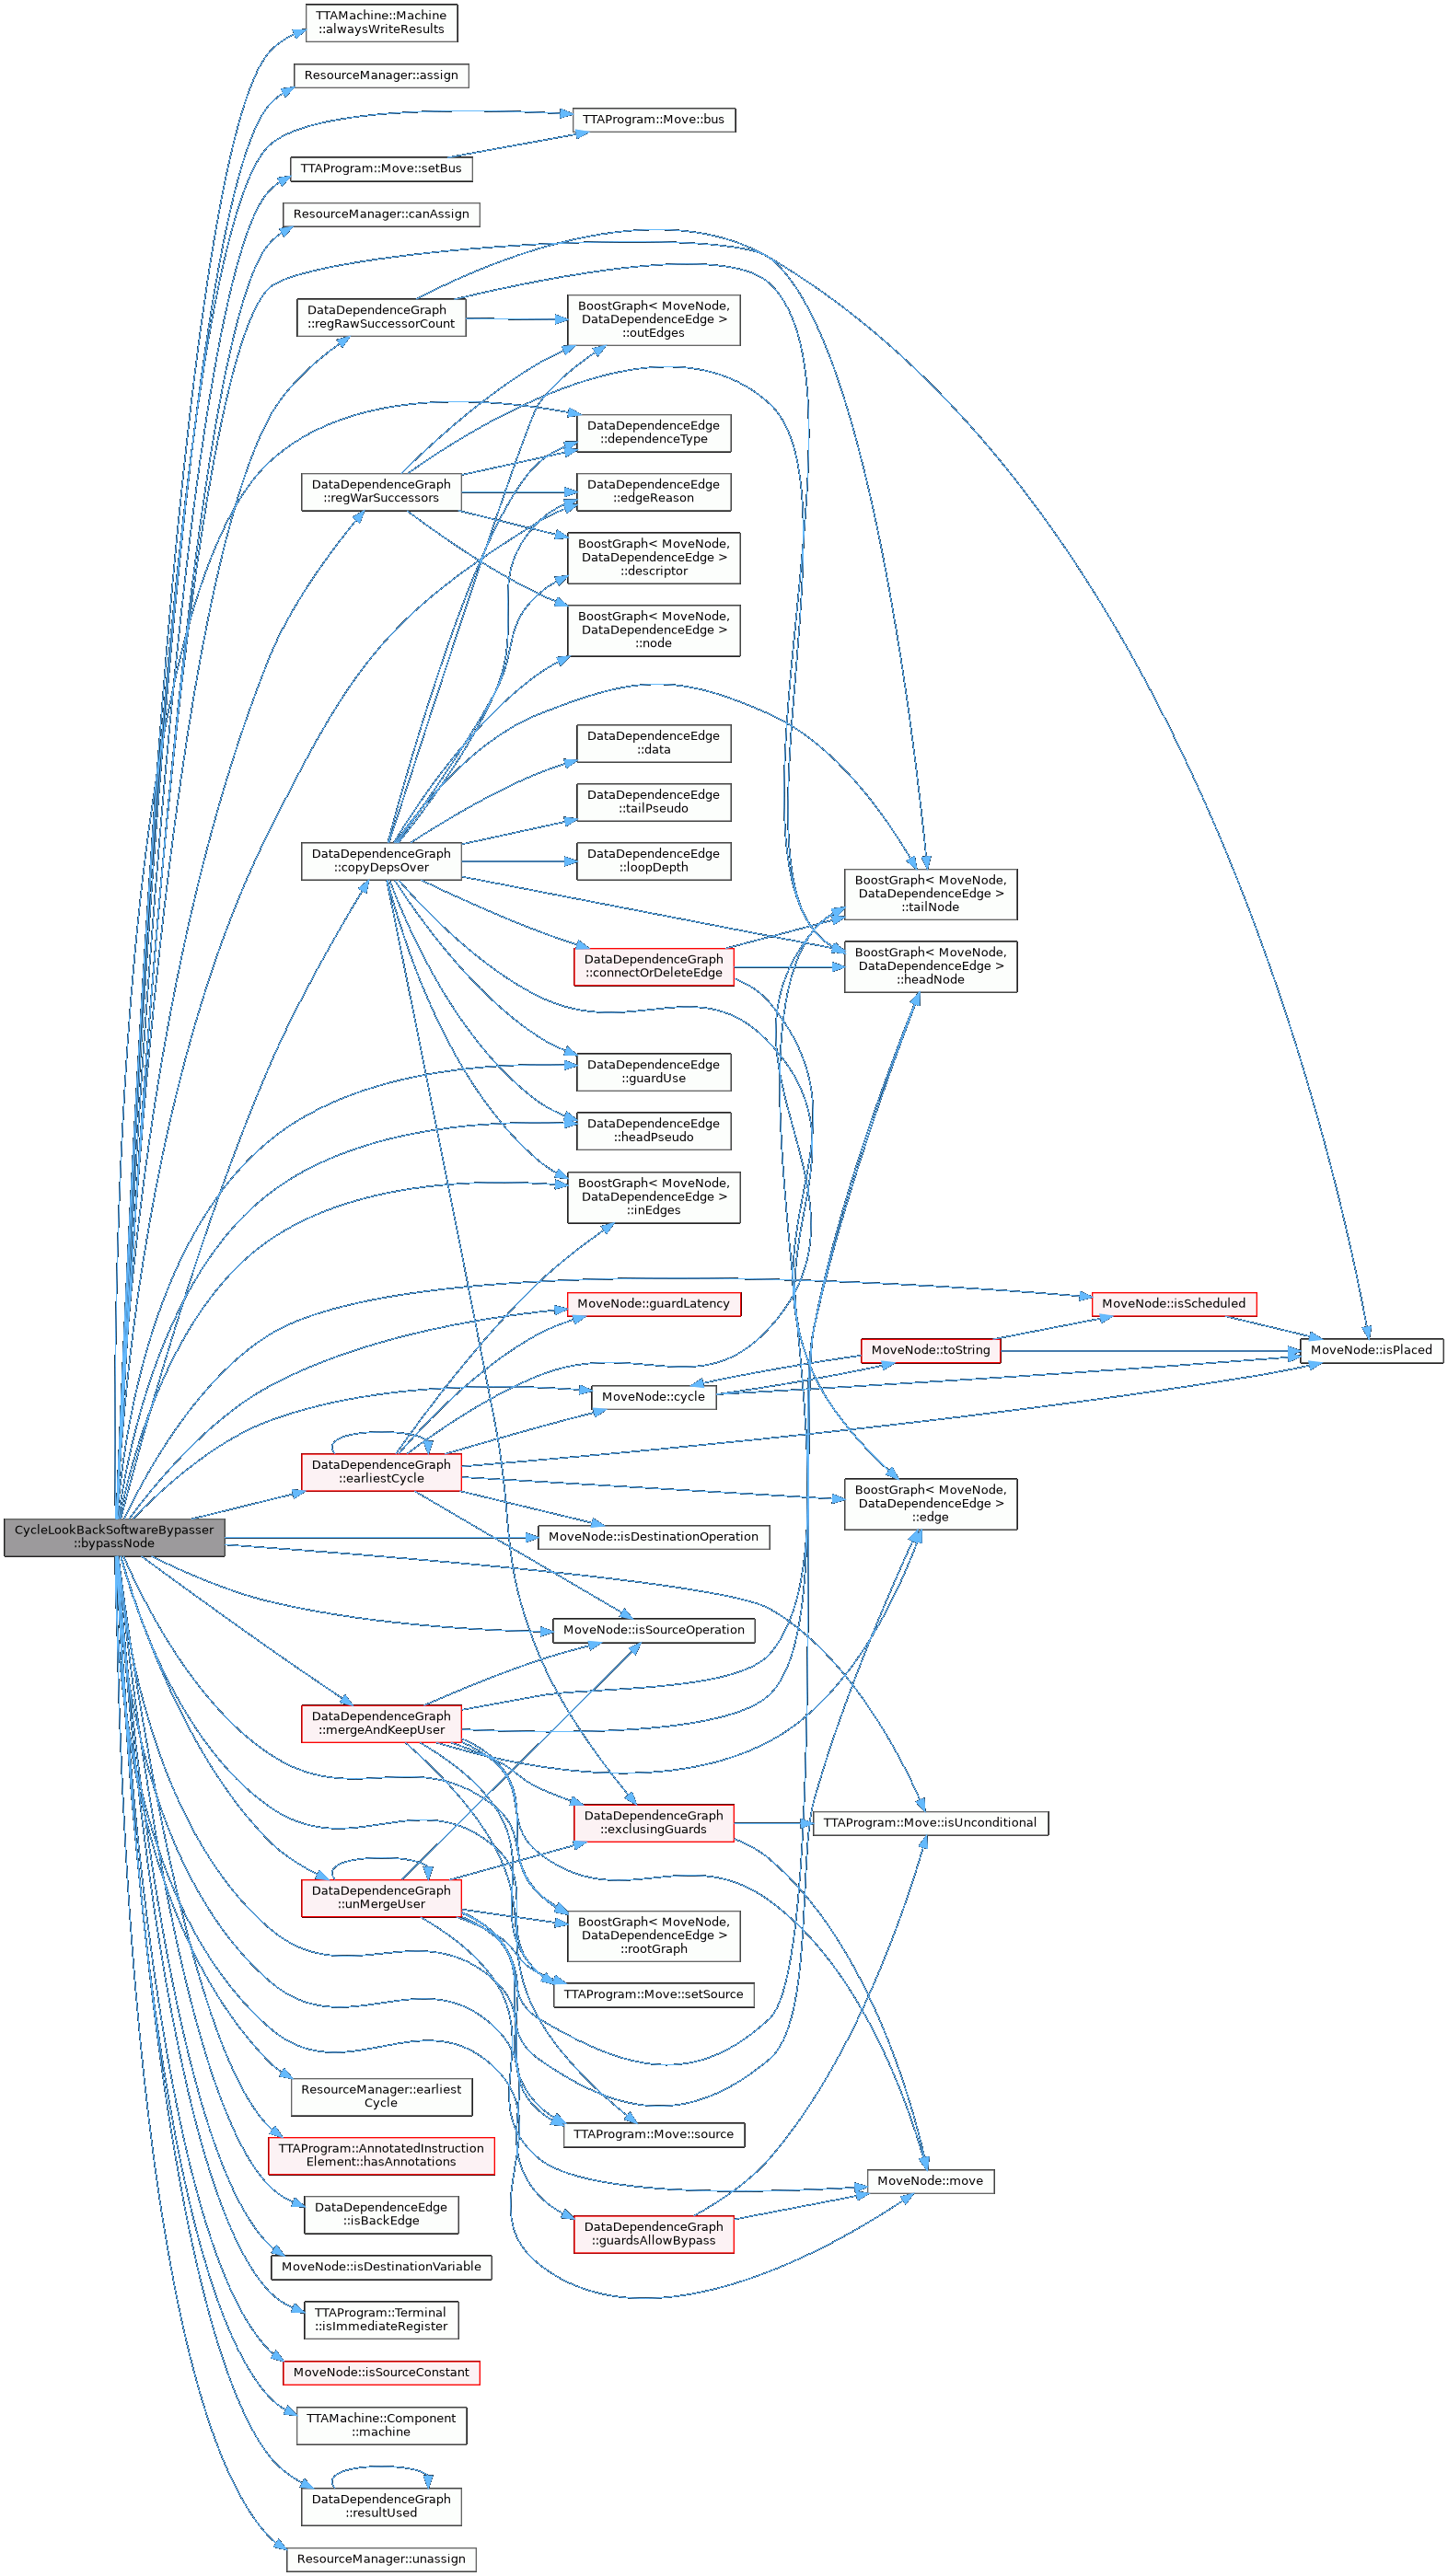 TTAMachine::Machine
::alwaysWriteResults
ResourceManager::assign
TTAProgram::Move::bus
TTAProgram::Move::setBus
ResourceManager::canAssign
DataDependenceGraph
::regRawSuccessorCount
BoostGraph< MoveNode,
DataDependenceEdge >
::outEdges
DataDependenceEdge
::dependenceType
DataDependenceGraph
::regWarSuccessors
DataDependenceEdge
::edgeReason
BoostGraph< MoveNode,
DataDependenceEdge >
::descriptor
BoostGraph< MoveNode,
DataDependenceEdge >
::node
DataDependenceEdge
::data
DataDependenceEdge
::tailPseudo
DataDependenceGraph
::copyDepsOver
DataDependenceEdge
::loopDepth
BoostGraph< MoveNode,
DataDependenceEdge >
::tailNode
DataDependenceGraph
::connectOrDeleteEdge
BoostGraph< MoveNode,
DataDependenceEdge >
::headNode
DataDependenceEdge
::guardUse
DataDependenceEdge
::headPseudo
BoostGraph< MoveNode,
DataDependenceEdge >
::inEdges
MoveNode::guardLatency
MoveNode::isScheduled
MoveNode::toString
MoveNode::isPlaced
MoveNode::cycle
DataDependenceGraph
::earliestCycle
BoostGraph< MoveNode,
DataDependenceEdge >
::edge
CycleLookBackSoftwareBypasser
::bypassNode
MoveNode::isDestinationOperation
MoveNode::isSourceOperation
DataDependenceGraph
::mergeAndKeepUser
DataDependenceGraph
::exclusingGuards
TTAProgram::Move::isUnconditional
DataDependenceGraph
::unMergeUser
BoostGraph< MoveNode,
DataDependenceEdge >
::rootGraph
TTAProgram::Move::setSource
ResourceManager::earliest
Cycle
TTAProgram::Move::source
TTAProgram::AnnotatedInstruction
Element::hasAnnotations
MoveNode::move
DataDependenceEdge
::isBackEdge
DataDependenceGraph
::guardsAllowBypass
MoveNode::isDestinationVariable
TTAProgram::Terminal
::isImmediateRegister
MoveNode::isSourceConstant
TTAMachine::Component
::machine
DataDependenceGraph
::resultUsed
ResourceManager::unassign